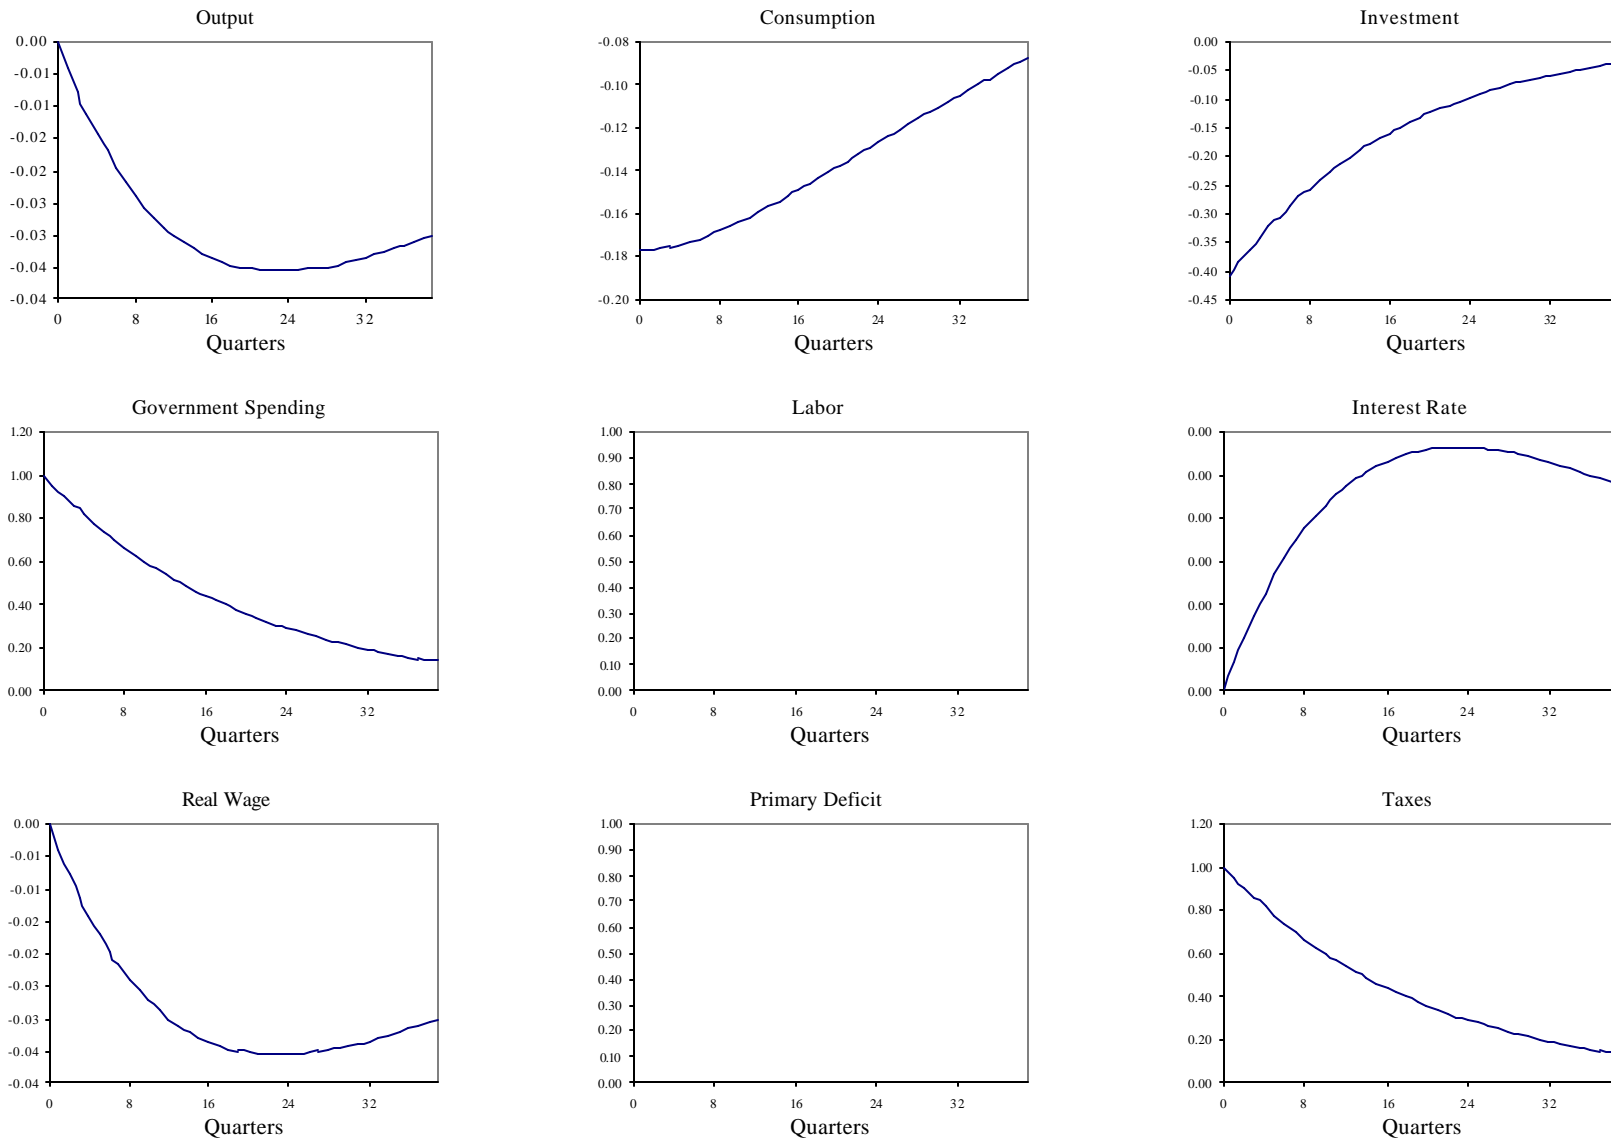 Output
Consumption
Investment
0.00
-0.01
-0.01
-0.02
-0.02
-0.03
-0.03
-0.04
-0.04
0 8 16 24 32
Quarters
-0.08
-0.10
-0.12
-0.14
-0.16
-0.18
-0.20
0 8 16 24 32
Quarters
0.00
-0.05
-0.10
-0.15
-0.20
-0.25
-0.30
-0.35
-0.40
-0.45
0 8 16 24 32
Quarters
Government Spending
Labor
Interest Rate
1.20
1.00
0.80
0.60
0.40
0.20
0.00
0 8 16 24 32
Quarters
1.00
0.90
0.80
0.70
0.60
0.50
0.40
0.30
0.20
0.10
0.00
0 8 16 24 32
Quarters
0.00
0.00
0.00
0.00
0.00
0.00
0.00
0 8 16 24 32
Quarters
Real Wage
Primary Deficit
Taxes
0.00
-0.01
-0.01
-0.02
-0.02
-0.03
-0.03
-0.04
-0.04
0 8 16 24 32
Quarters
1.00
0.90
0.80
0.70
0.60
0.50
0.40
0.30
0.20
0.10
0.00
0 8 16 24 32
Quarters
1.20
1.00
0.80
0.60
0.40
0.20
0.00
0 8 16 24 32
Quarters